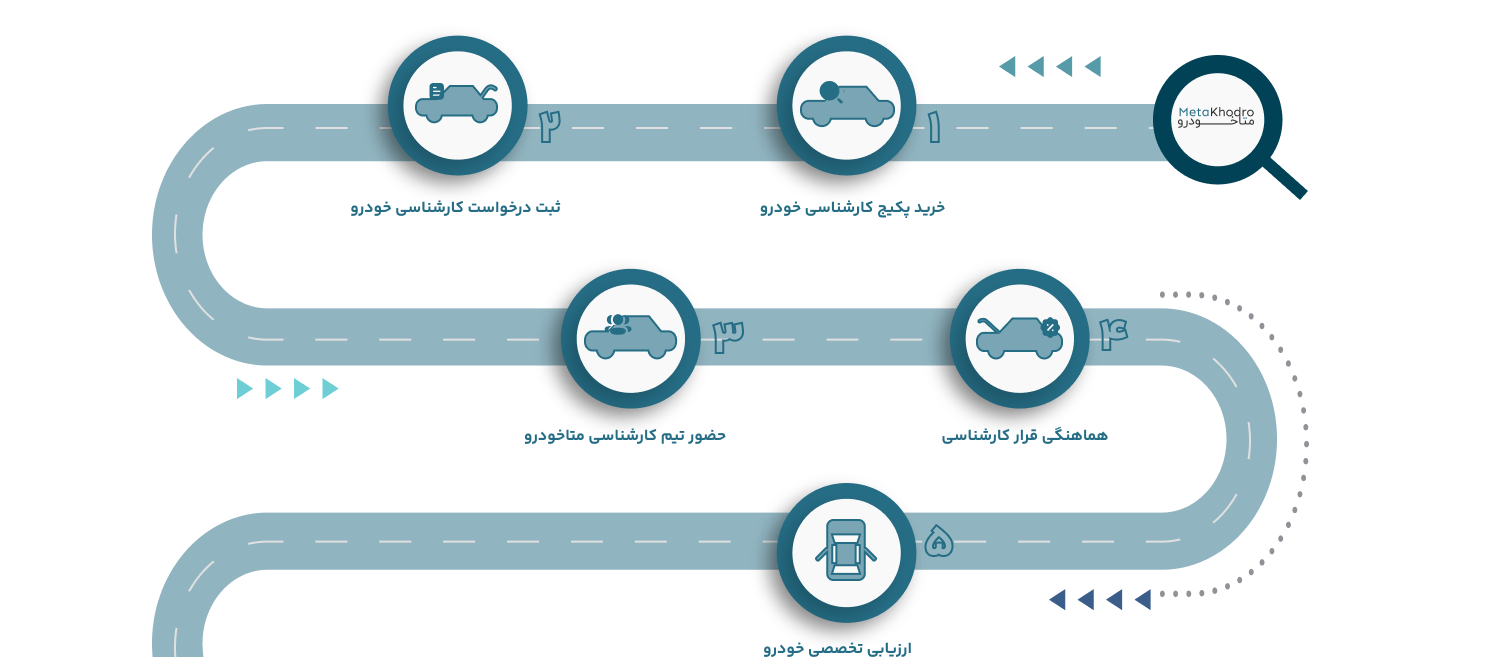 MetaKhodro
متاخـــودرو
۱
خرید پکیج کارشناسی خودرو
۲
ثبت درخواست کارشناسی خودرو
۳
حضور تیم کارشناسی متاخودرو
۴
هماهنگی قرار کارشناسی
۵
ارزیابی تخصصی خودرو